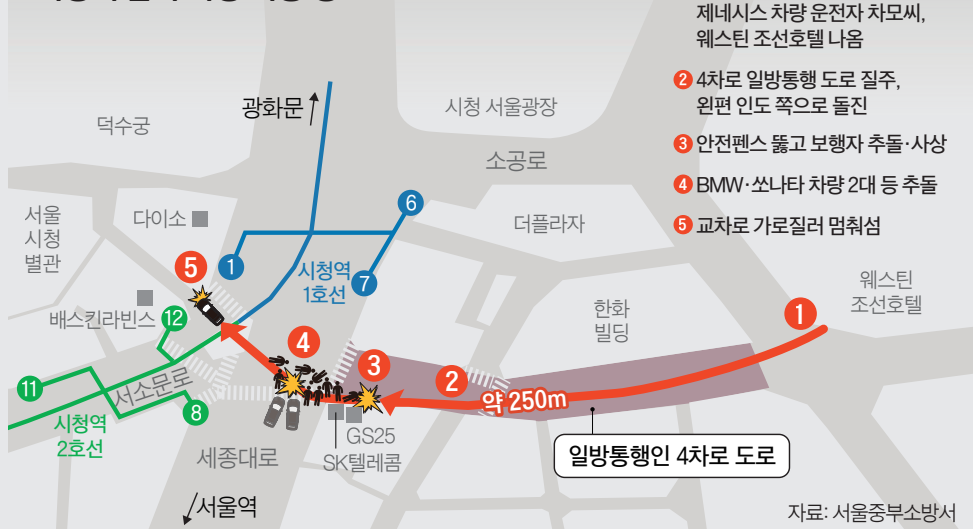 제네시스 차량 운전자 차모씨,
웨스틴 조선호텔 나옴
2 4차로 일방통행 도로 질주,
왼편 인도 쪽으로 돌진
3 안전펜스 뚫고 보행자 추돌·사상
4 BMW·쏘나타 차량 2대 등 추돌
5 교차로 가로질러 멈춰섬
광화문
시청 서울광장
덕수궁
소공로
서울
시청
별관
다이소
6
더플라자
1
시청역
1호선
7
5
웨스틴
조선호텔
배스킨라빈스
12
한화
빌딩
1
4
3
2
약 250m
11
서소문로
8
시청역
2호선
GS25
SK텔레콤
세종대로
일방통행인 4차로 도로
서울역
자료: 서울중부소방서